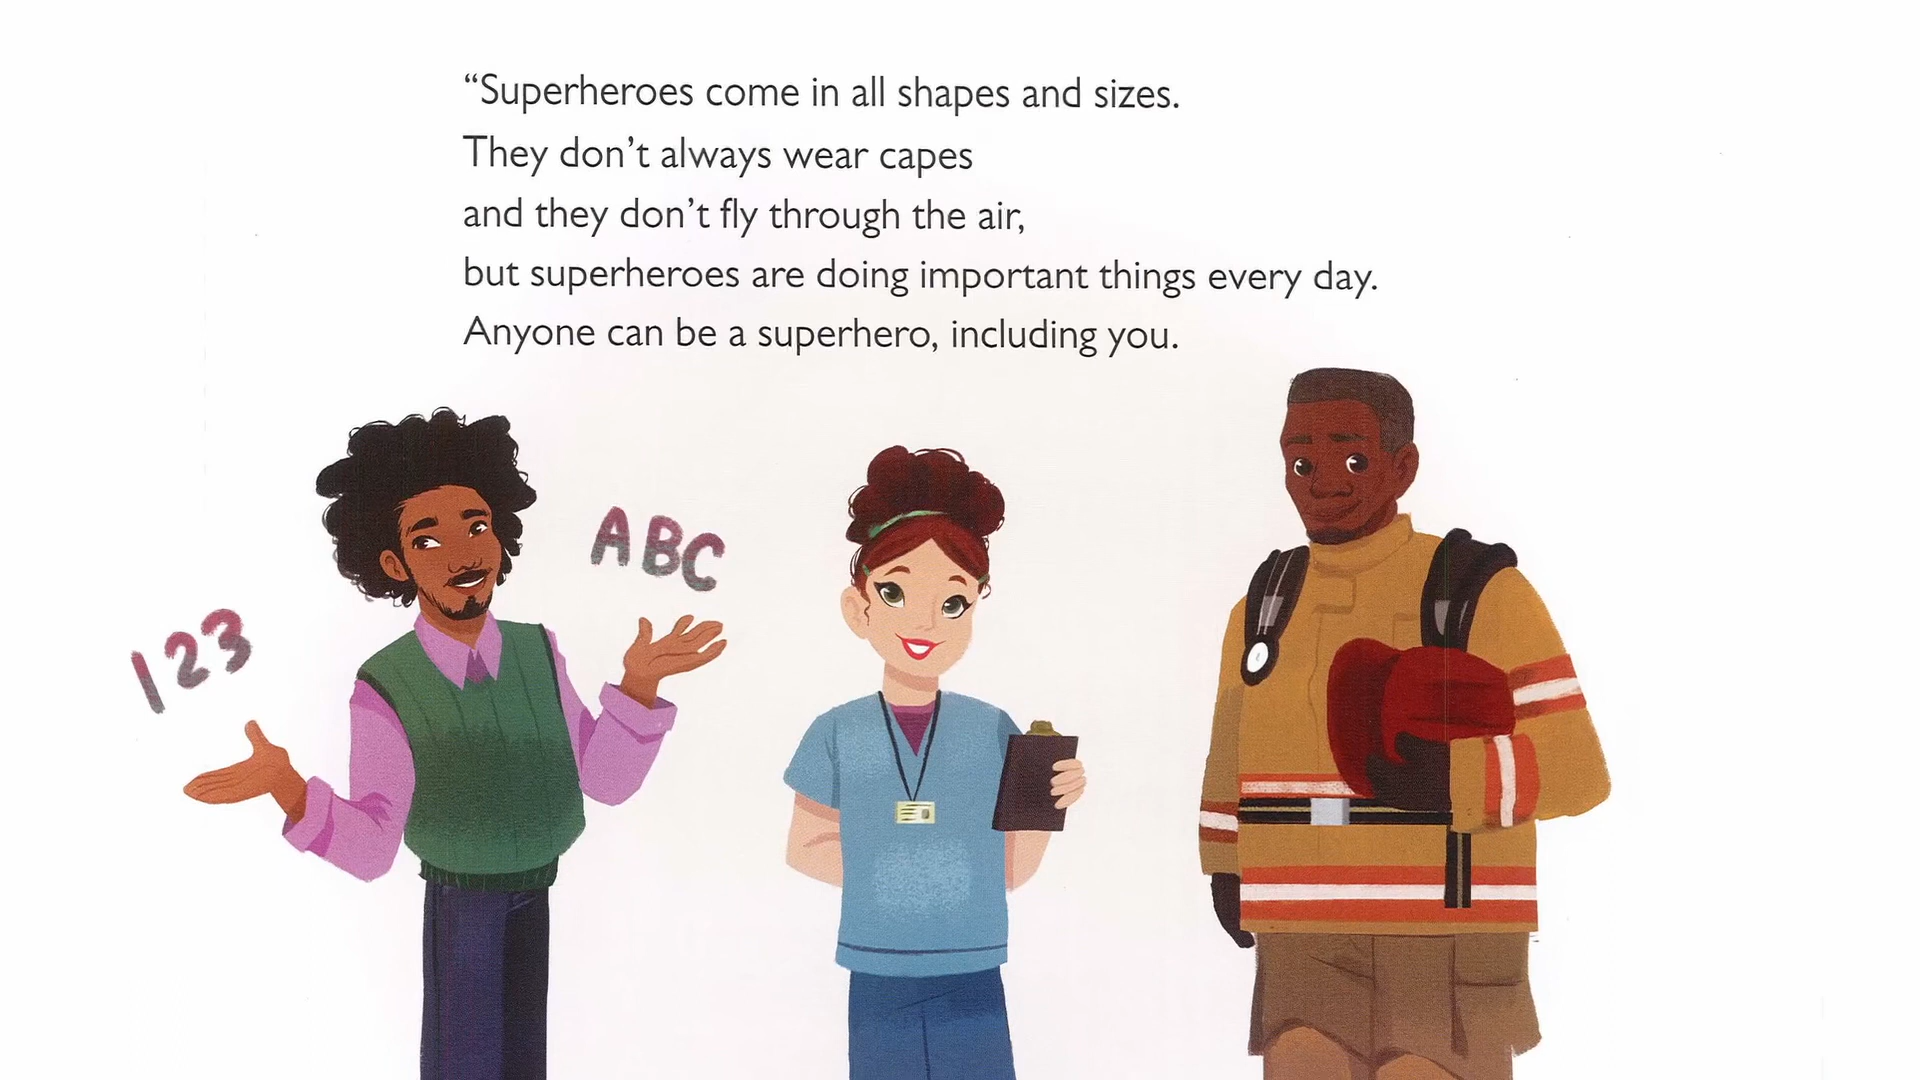 “Superheroes come in all shapes and sizes.
They don’t always wear capes
and they don’t fly through the air,
but superheroes are doing important things every day.
Anyone can be a superhero, including you.
ABC
123